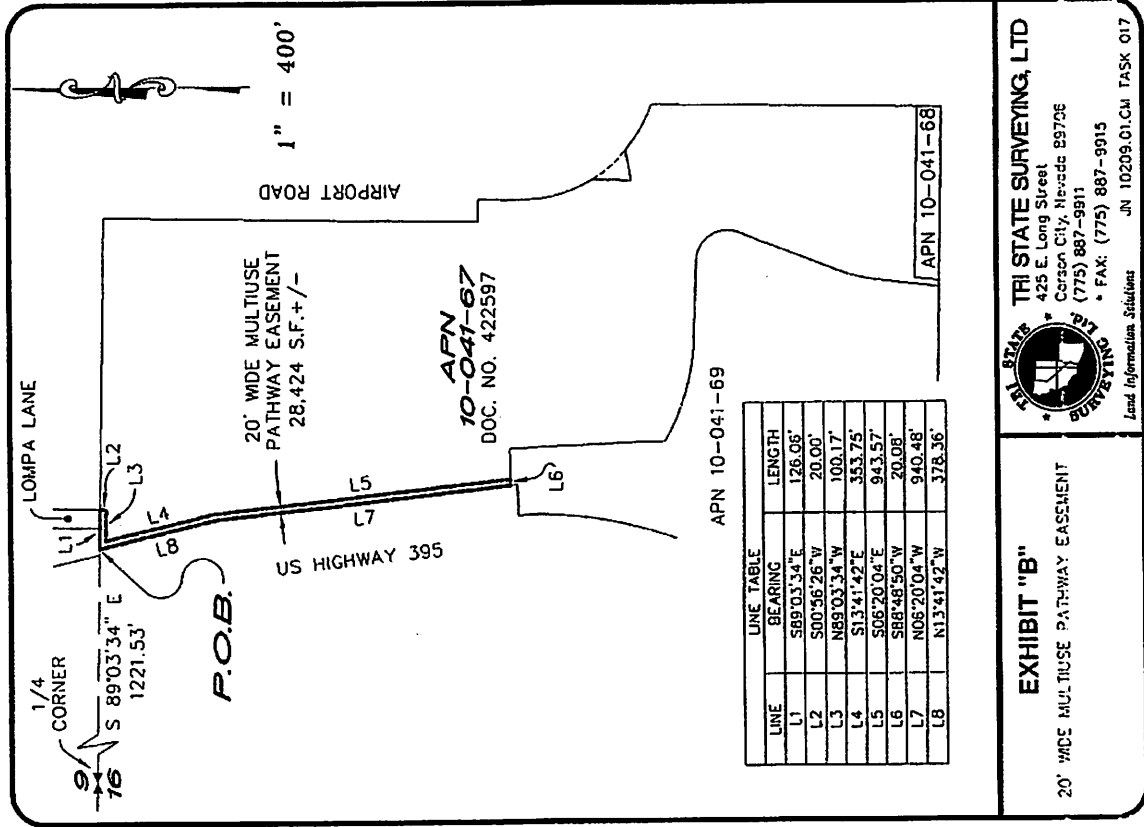 1/4
CORNER
9
16
S 89°03'34" E
1221.53'
LOMPA LANE
L1
L2
L3
L4
L8
P.O.B.
US HIGHWAY 395
20' WIDE MULTIUSE
PATHWAY EASEMENT
28,424 S.F.+/-
L5
L7
L6
AIRPORT ROAD
1" = 400'
APN
10-041-67
DOC. NO. 422597
APN 10-041-69
APN 10-041-68
LINE TABLE
LINE BEARING LENGTH
L1 S89°03'34"E 126.06'
L2 S00°56'26"W 20.00'
L3 N89°03'34"W 100.17'
L4 S13°41'42"E 353.75'
L5 S06°20'04"E 943.57'
L6 S88°48'50"W 20.08'
L7 N06°20'04"W 940.48'
L8 N13°41'42"W 378.36'
EXHIBIT "B"
20' WIDE MULTIUSE PATHWAY EASEMENT
TRI STATE
SURVEYING Ltd.
TRI STATE SURVEYING, LTD
425 E. Long Street
Carson City, Nevada 89706
(775) 887-9911
* FAX: (775) 887-9915
Land Information Solutions
JN 10209.01.CM TASK 017